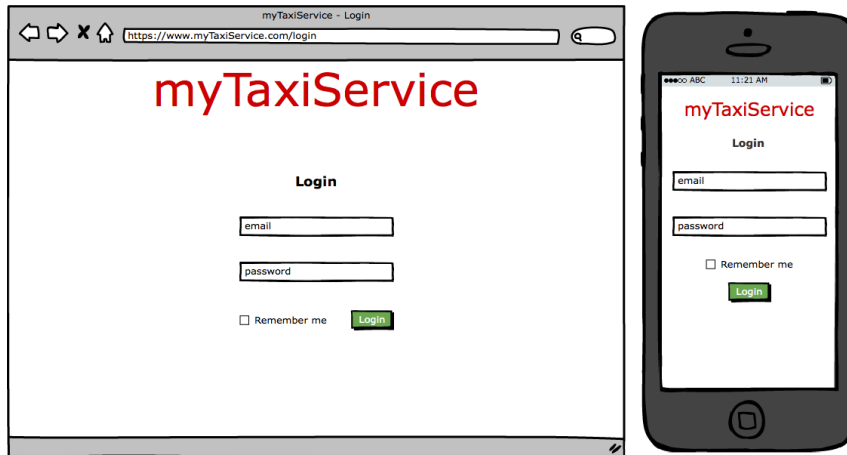 myTaxiService - Login
https://www.myTaxiService.com/login
myTaxiService
Login
email
password
Remember me
Login
ABC 11:21 AM
myTaxiService
Login
email
password
Remember me
Login